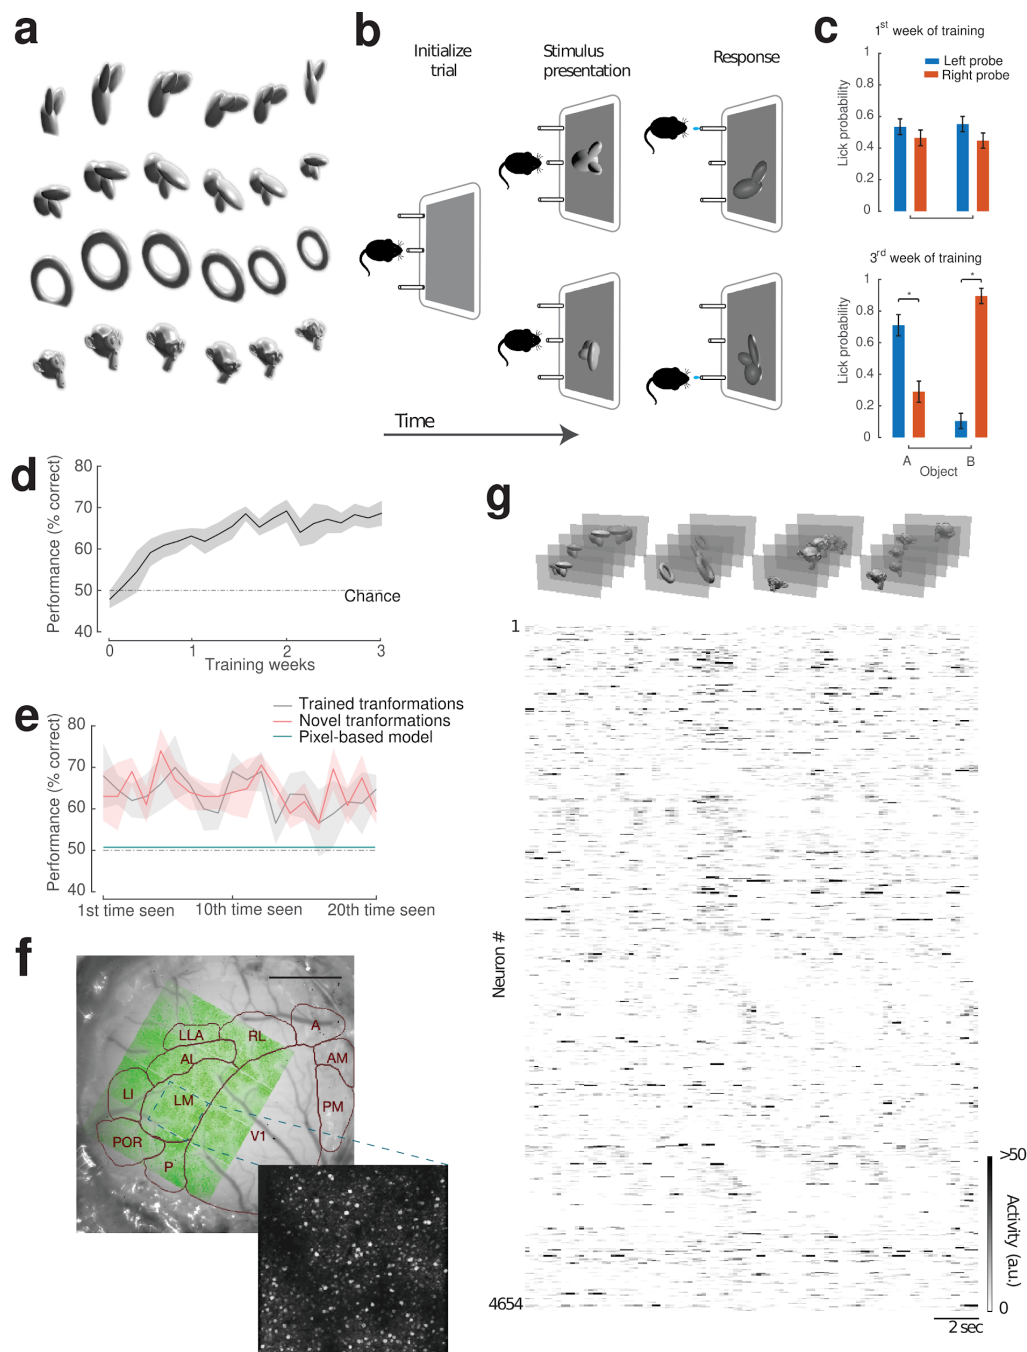 a
b
Initialize
trial
Stimulus
presentation
Response
Time
c
1st week of training
Left probe
Right probe
Lick probability
1
0.8
0.6
0.4
0.2
0
3rd week of training
Lick probability
1
0.8
0.6
0.4
0.2
0
*
*
A
B
Object
d
Performance (% correct)
80
70
60
50
40
Chance
0
1
2
3
Training weeks
e
Trained tranformations
Novel tranformations
Pixel-based model
Performance (% correct)
80
70
60
50
40
1st time seen
10th time seen
20th time seen
f
LLA
RL
A
AL
AM
LI
LM
PM
POR
V1
P
g
1
Neuron #
4654
>50
Activity (a.u.)
0
2 sec